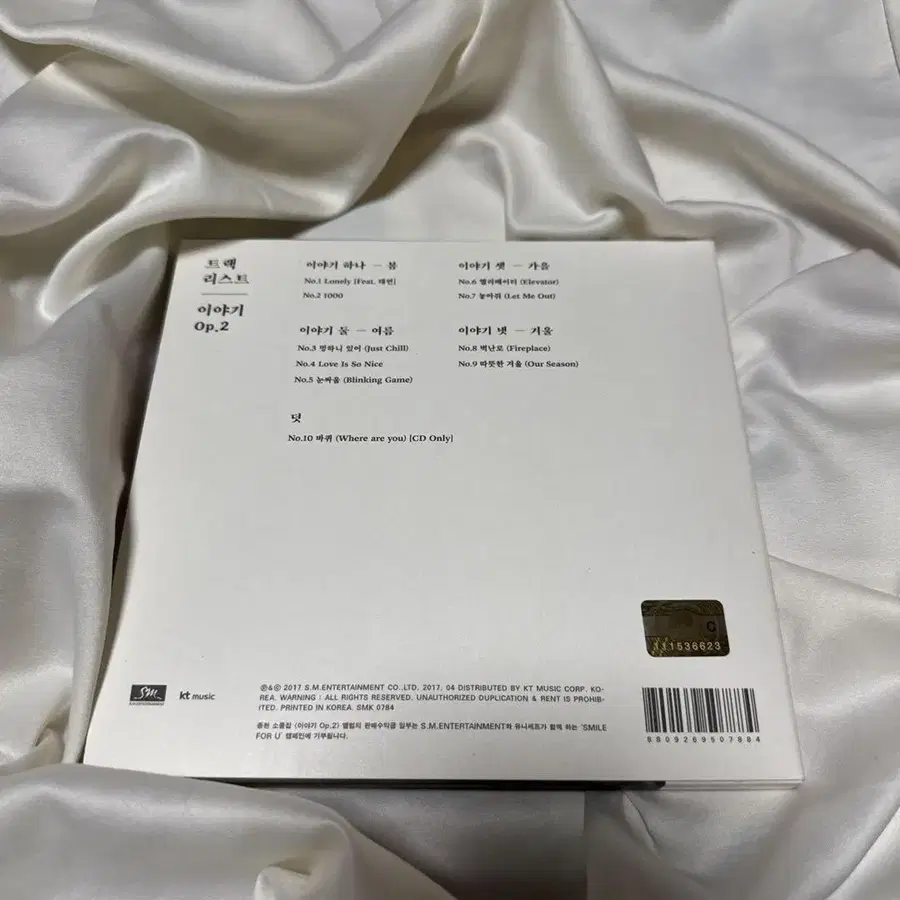 트랙
리스트
이야기
Op.2
이야기 하나 — 봄
No.1 Lonely [Feat. 태연]
No.2 1000
이야기 둘 — 여름
No.3 멍하니 있어 (Just Chill)
No.4 Love Is So Nice
No.5 눈싸움 (Blinking Game)
이야기 셋 — 가을
No.6 엘리베이터 (Elevator)
No.7 놓아줘 (Let Me Out)
이야기 넷 — 겨울
No.8 벽난로 (Fireplace)
No.9 따뜻한 겨울 (Our Season)
덧
No.10 바퀴 (Where are you) [CD Only]
C
111536623
S.M.
S.M.ENTERTAINMENT
kt music
℗&© 2017 S.M.ENTERTAINMENT CO.,LTD. 2017. 04 DISTRIBUTED BY KT MUSIC CORP. KO-
REA. WARNING : ALL RIGHTS RESERVED. UNAUTHORIZED DUPLICATION & RENT IS PROHIB-
ITED. PRINTED IN KOREA. SMK 0784
종현 소품집 〈이야기 Op.2〉 앨범의 판매수익금 일부는 S.M.ENTERTAINMENT와 유니세프가 함께 하는 'SMILE
FOR U' 캠페인에 기부됩니다.
8809269507884